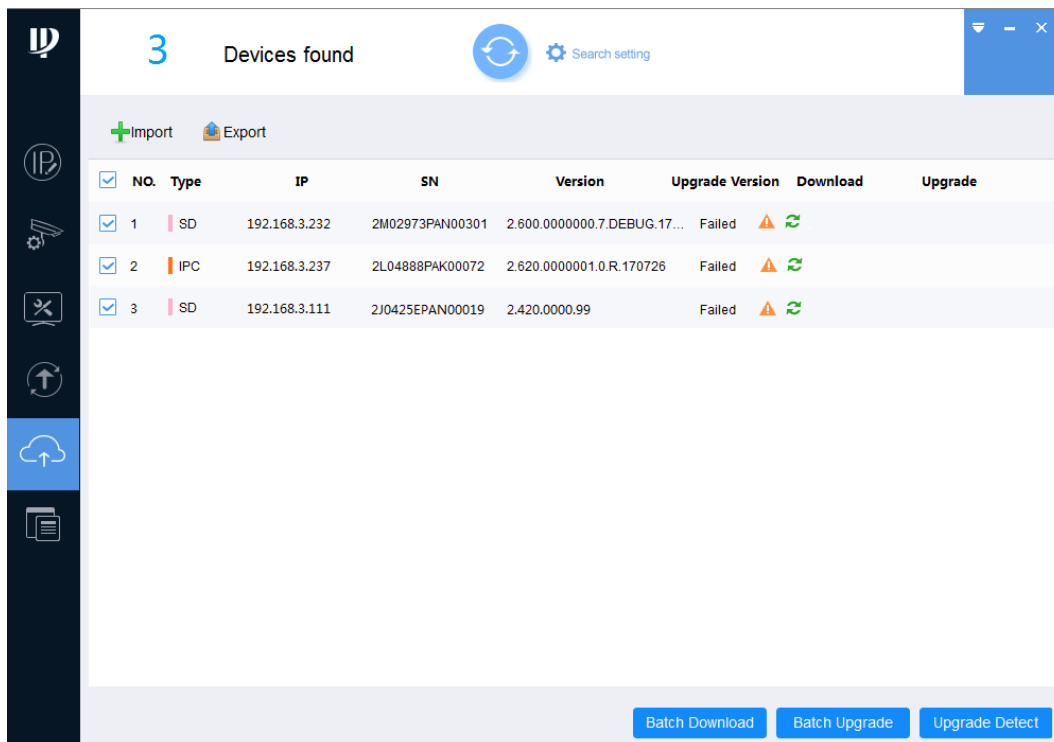 3 Devices found Search setting
Import Export
NO. Type IP SN Version Upgrade Version Download Upgrade
1 SD 192.168.3.232 2M02973PAN00301 2.600.0000000.7.DEBUG.17... Failed
2 IPC 192.168.3.237 2L04888PAK00072 2.620.0000001.0.R.170726 Failed
3 SD 192.168.3.111 2J0425EPAN00019 2.420.0000.99 Failed
Batch Download Batch Upgrade Upgrade Detect